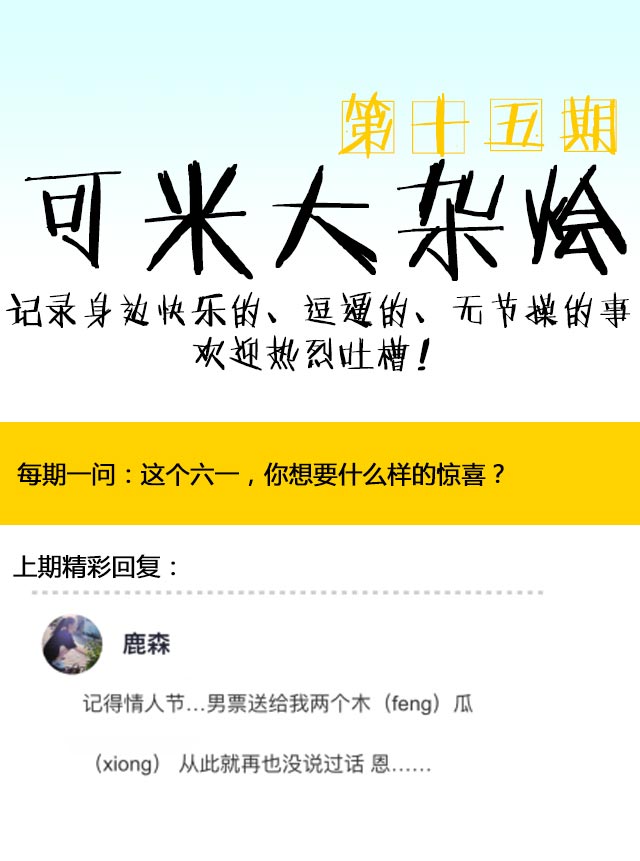 第十五期
可米大杂烩
记录身边快乐的、逗逼的、无节操的事
欢迎热烈吐槽！
每期一问：这个六一，你想要什么样的惊喜？
上期精彩回复：
鹿森
记得情人节...男票送给我两个木（feng）瓜
（xiong） 从此就再也没说过话 恩......